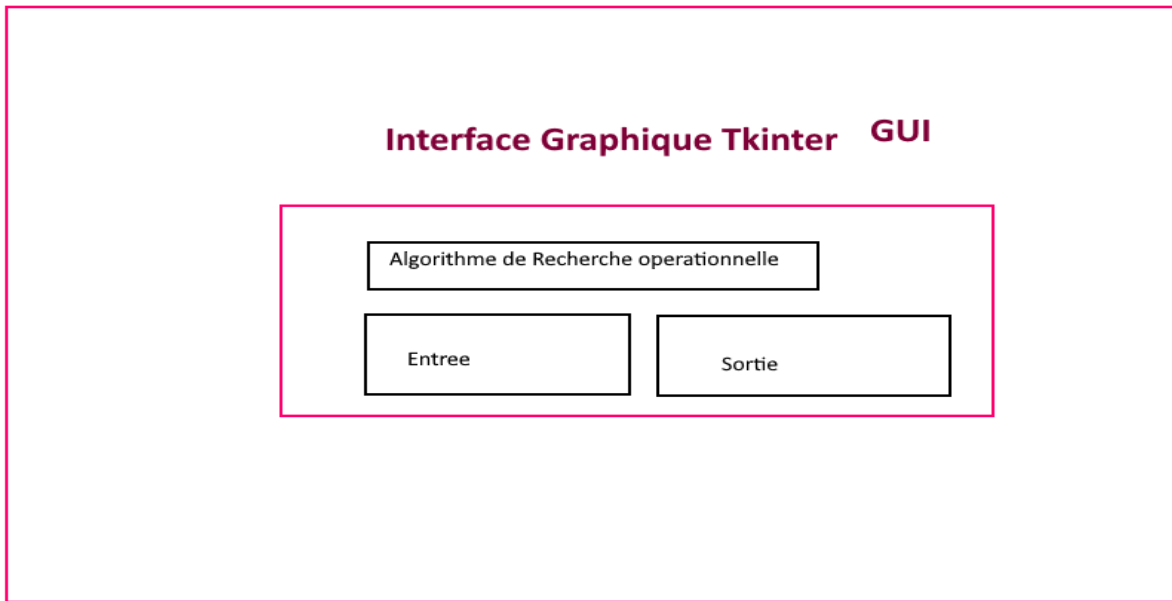 Interface Graphique Tkinter GUI
Algorithme de Recherche operationnelle
Entree
Sortie